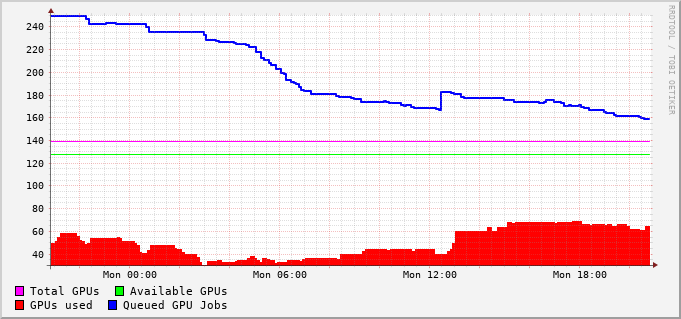 240
220
200
180
160
140
120
100
80
60
40
Mon 00:00 Mon 06:00 Mon 12:00 Mon 18:00
Total GPUs Available GPUs
GPUs used Queued GPU Jobs
RRDTOOL / TOBI OETIKER